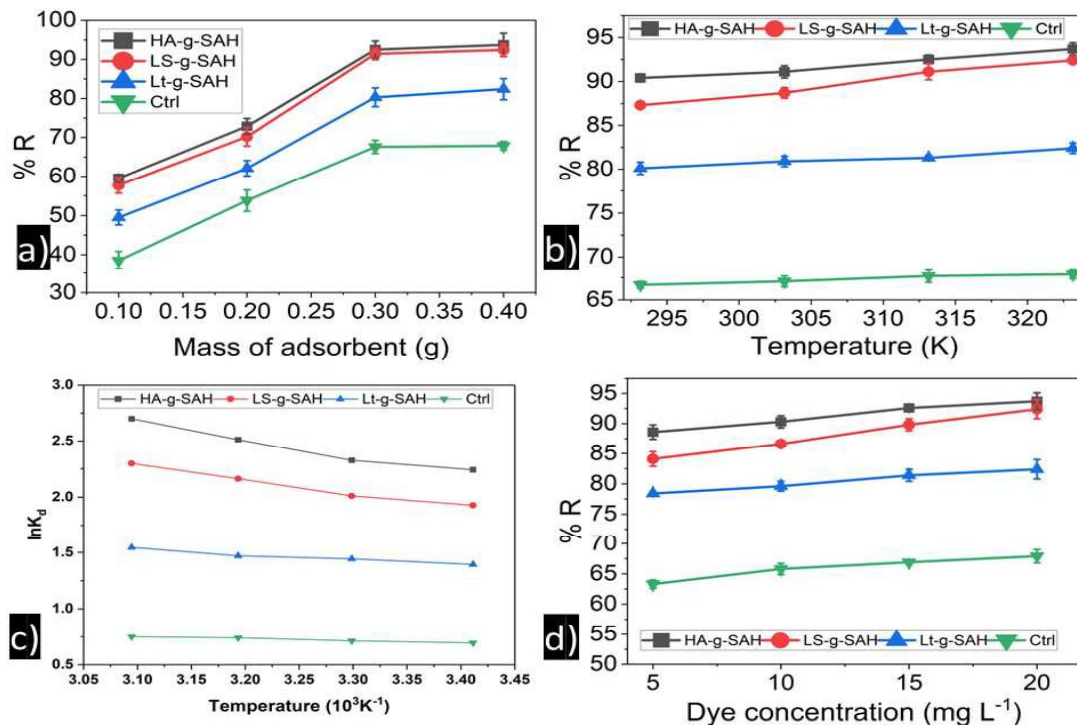 a)
100
90
80
70
60
50
40
30
% R
HA-g-SAH
LS-g-SAH
Lt-g-SAH
Ctrl
0.10 0.15 0.20 0.25 0.30 0.35 0.40
Mass of adsorbent (g)
b)
95
90
85
80
75
70
65
% R
HA-g-SAH LS-g-SAH Lt-g-SAH Ctrl
295 300 305 310 315 320
Temperature (K)
c)
3.0
2.5
2.0
1.5
1.0
0.5
lnKd
HA-g-SAH LS-g-SAH Lt-g-SAH Ctrl
3.05 3.10 3.15 3.20 3.25 3.30 3.35 3.40 3.45
Temperature (10³K⁻¹)
d)
95
90
85
80
75
70
65
60
55
50
% R
HA-g-SAH LS-g-SAH Lt-g-SAH Ctrl
5 10 15 20
Dye concentration (mg L⁻¹)